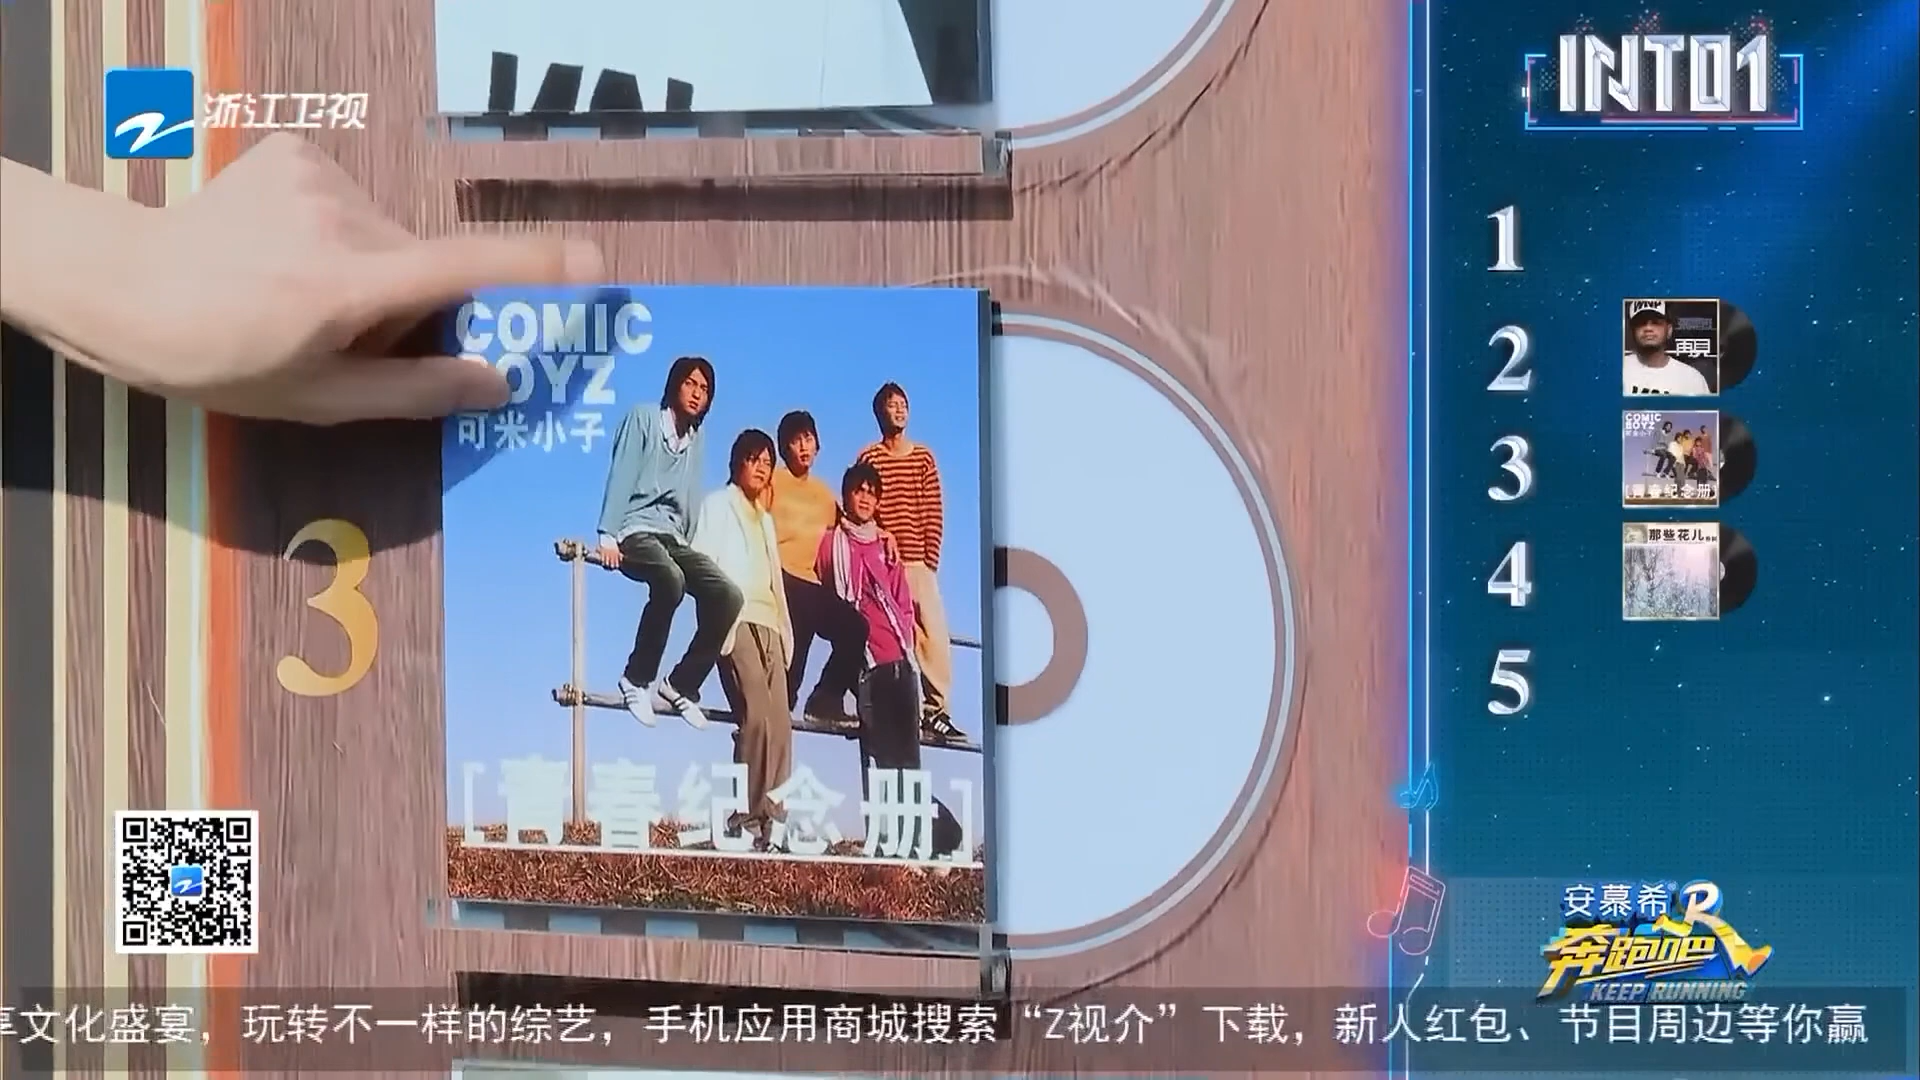 浙江卫视
INTO1
1
2
再見
3
COMIC
BOYZ
可米小子
[青春纪念册]
4
那些花儿
5
3
COMIC
BOYZ
可米小子
[青春纪念册]
安慕希
R
奔跑吧
KEEP RUNNING
享文化盛宴，玩转不一样的综艺，手机应用商城搜索“Z视介”下载，新人红包、节目周边等你赢